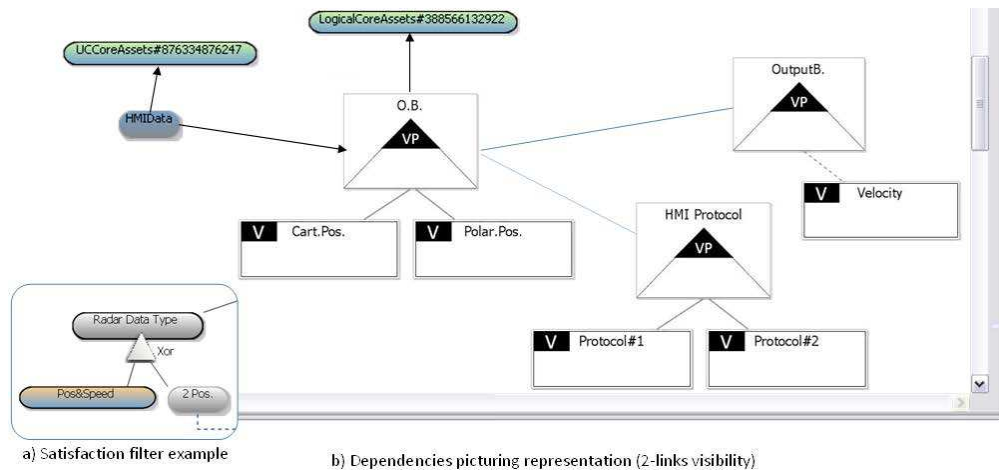 LogicalCoreAssets#388566132922
UCCoreAssets#876334876247
HMIData
O.B.
VP
OutputB.
VP
V Velocity
HMI Protocol
VP
V Cart.Pos.
V Polar.Pos.
V Protocol#1
V Protocol#2
Radar Data Type
Xor
Pos&Speed
2 Pos.
a) Satisfaction filter example
b) Dependencies picturing representation (2-links visibility)